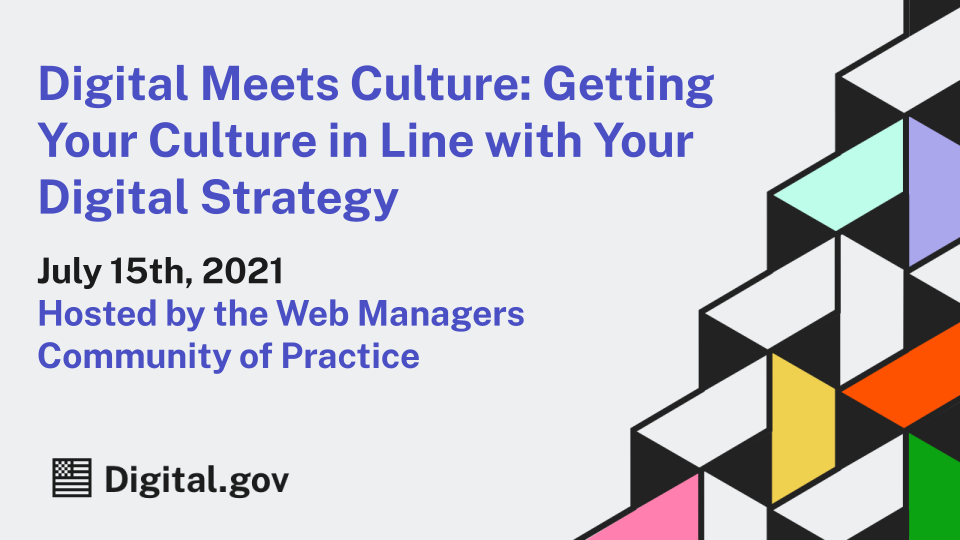 Digital Meets Culture: Getting
Your Culture in Line with Your
Digital Strategy
July 15th, 2021
Hosted by the Web Managers
Community of Practice
Digital.gov